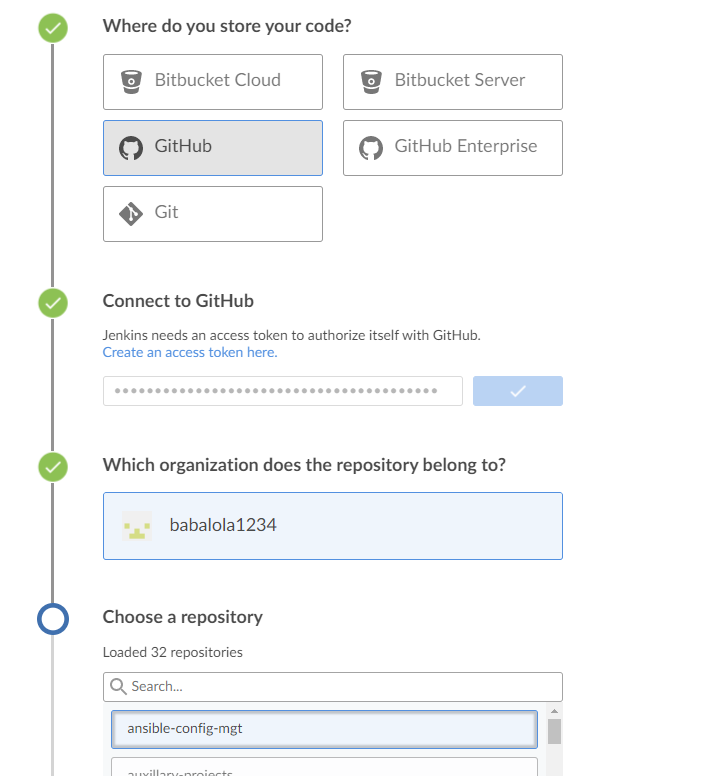 Where do you store your code?
Bitbucket Cloud
Bitbucket Server
GitHub
GitHub Enterprise
Git
Connect to GitHub
Jenkins needs an access token to authorize itself with GitHub.
Create an access token here.
••••••••••••••••••••••••••••••••••••••••
Which organization does the repository belong to?
babalola1234
Choose a repository
Loaded 32 repositories
Search...
ansible-config-mgt
auxillary-projects